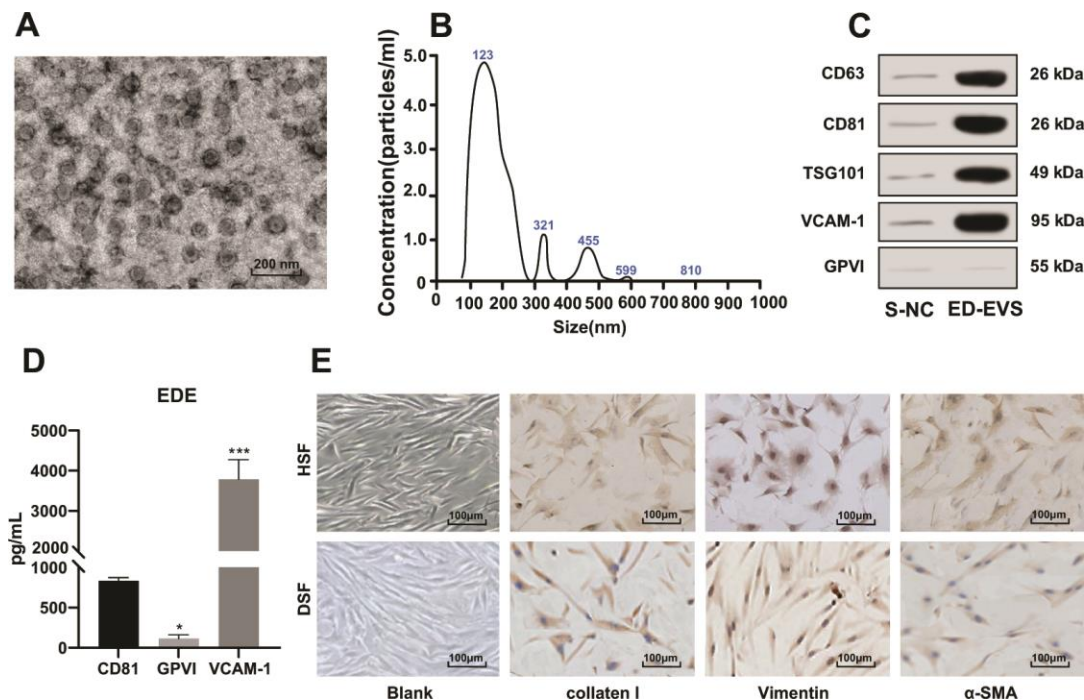 A
200 nm
B
Concentration(particles/ml)
5.0
4.0
3.0
2.0
1.0
0
123
321
455
599
810
0 100 200 300 400 500 600 700 800 900 1000
Size(nm)
C
CD63 26 kDa
CD81 26 kDa
TSG101 49 kDa
VCAM-1 95 kDa
GPVI 55 kDa
S-NC ED-EVS
D
EDE
pg/mL
5000
4000
3000
2000
1000
500
0
*
***
CD81 GPVI VCAM-1
E
HSF
100μm 100μm 100μm 100μm
DSF
100μm 100μm 100μm 100μm
Blank collaten I Vimentin α-SMA